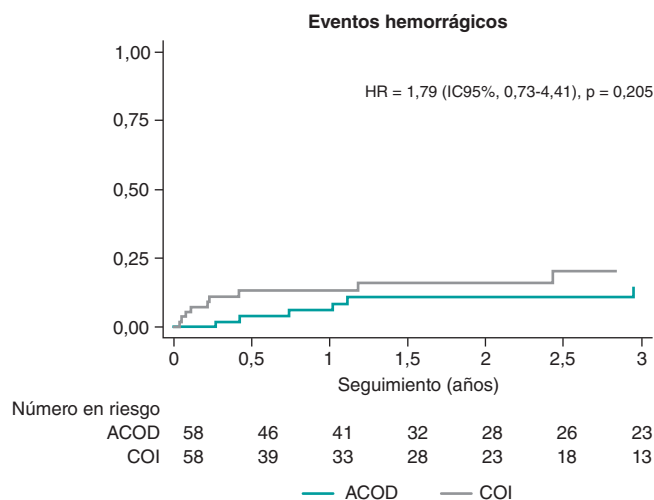 Eventos hemorrágicos
HR = 1,79 (IC95%, 0,73-4,41), p = 0,205
1,00
0,75
0,50
0,25
0,00
0 0,5 1 1,5 2 2,5 3
Seguimiento (años)
Número en riesgo
ACOD 58 46 41 32 28 26 23
COI 58 39 33 28 23 18 13
ACOD COI